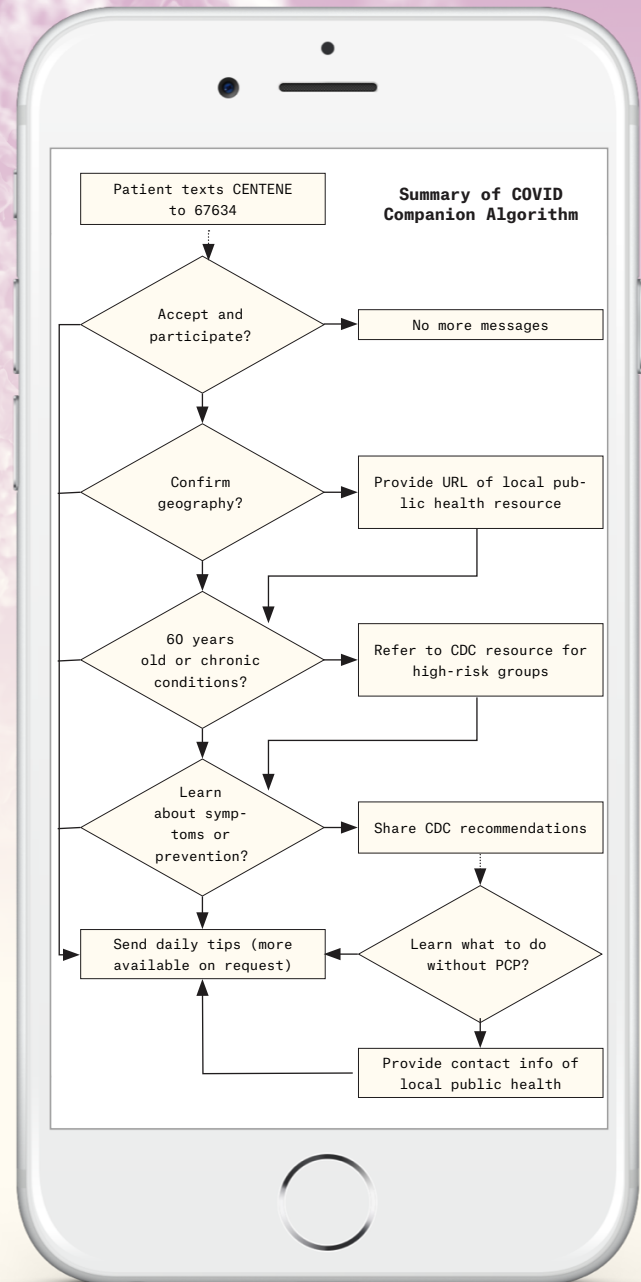 Patient texts CENTENE
to 67634
Summary of COVID
Companion Algorithm
Accept and
participate?
No more messages
Confirm
geography?
Provide URL of local pub-
lic health resource
60 years
old or chronic
conditions?
Refer to CDC resource for
high-risk groups
Learn
about symp-
toms or
prevention?
Share CDC recommendations
Send daily tips (more
available on request)
Learn what to do
without PCP?
Provide contact info of
local public health